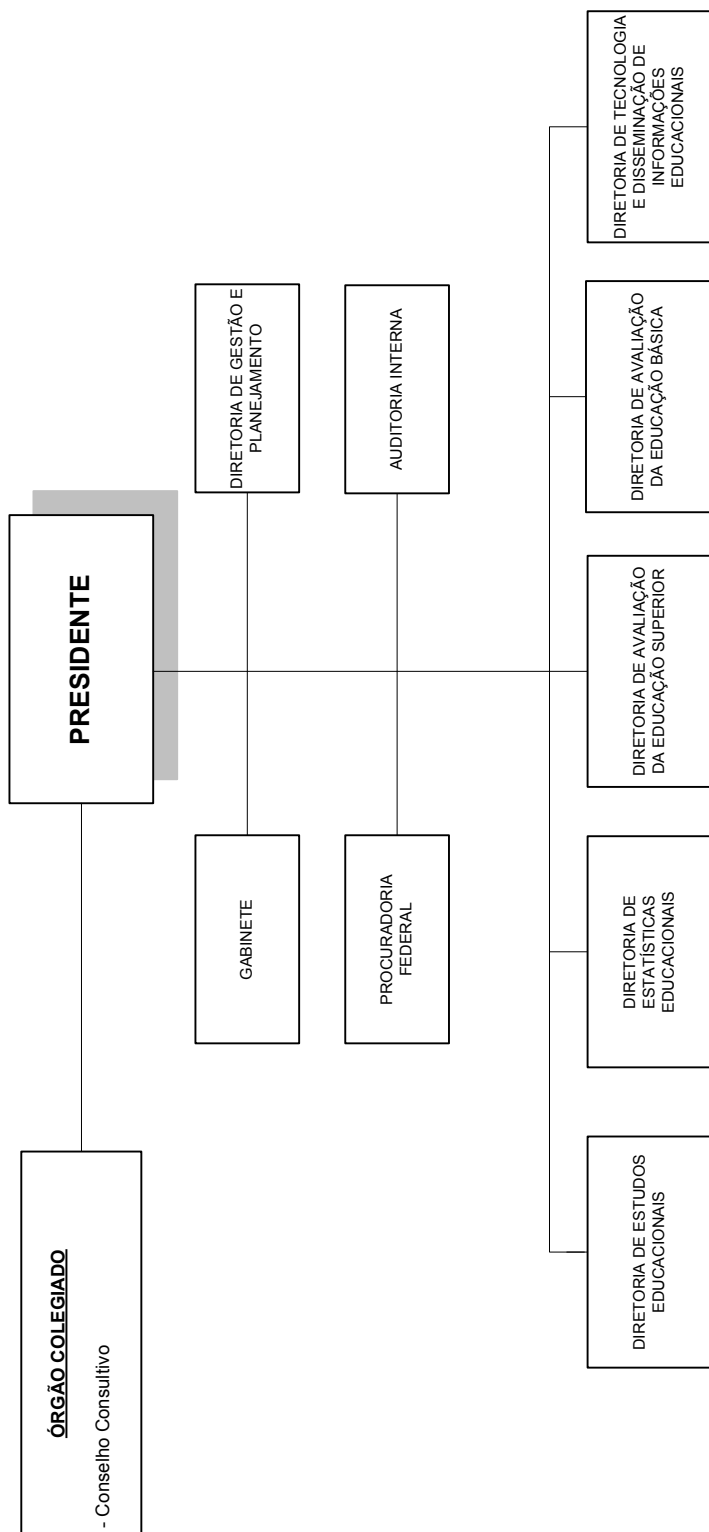 ÓRGÃO COLEGIADO
- Conselho Consultivo
PRESIDENTE
GABINETE
DIRETORIA DE GESTÃO E
PLANEJAMENTO
PROCURADORIA
FEDERAL
AUDITORIA INTERNA
DIRETORIA DE ESTUDOS
EDUCACIONAIS
DIRETORIA DE
ESTATÍSTICAS
EDUCACIONAIS
DIRETORIA DE AVALIAÇÃO
DA EDUCAÇÃO SUPERIOR
DIRETORIA DE AVALIAÇÃO
DA EDUCAÇÃO BÁSICA
DIRETORIA DE TECNOLOGIA
E DISSEMINAÇÃO DE
INFORMAÇÕES
EDUCACIONAIS